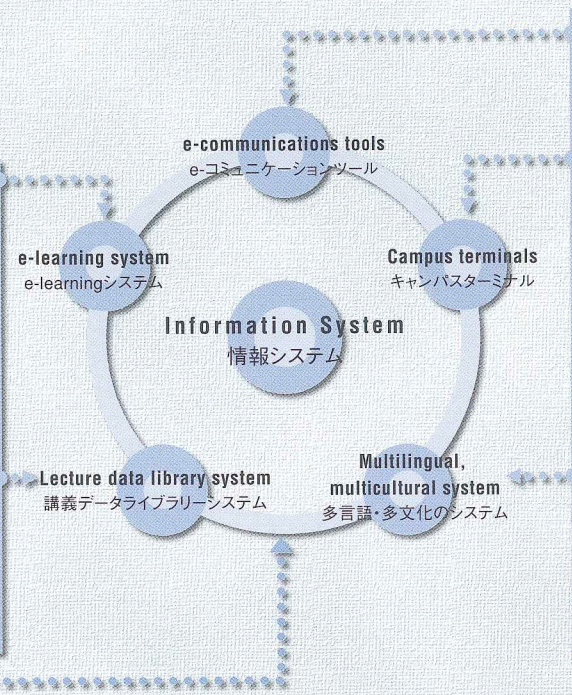 e-communications tools
e-コミュニケーションツール
e-learning system
e-learningシステム
Campus terminals
キャンパスターミナル
Information System
情報システム
Lecture data library system
講義データライブラリーシステム
Multilingual,
multicultural system
多言語・多文化のシステム